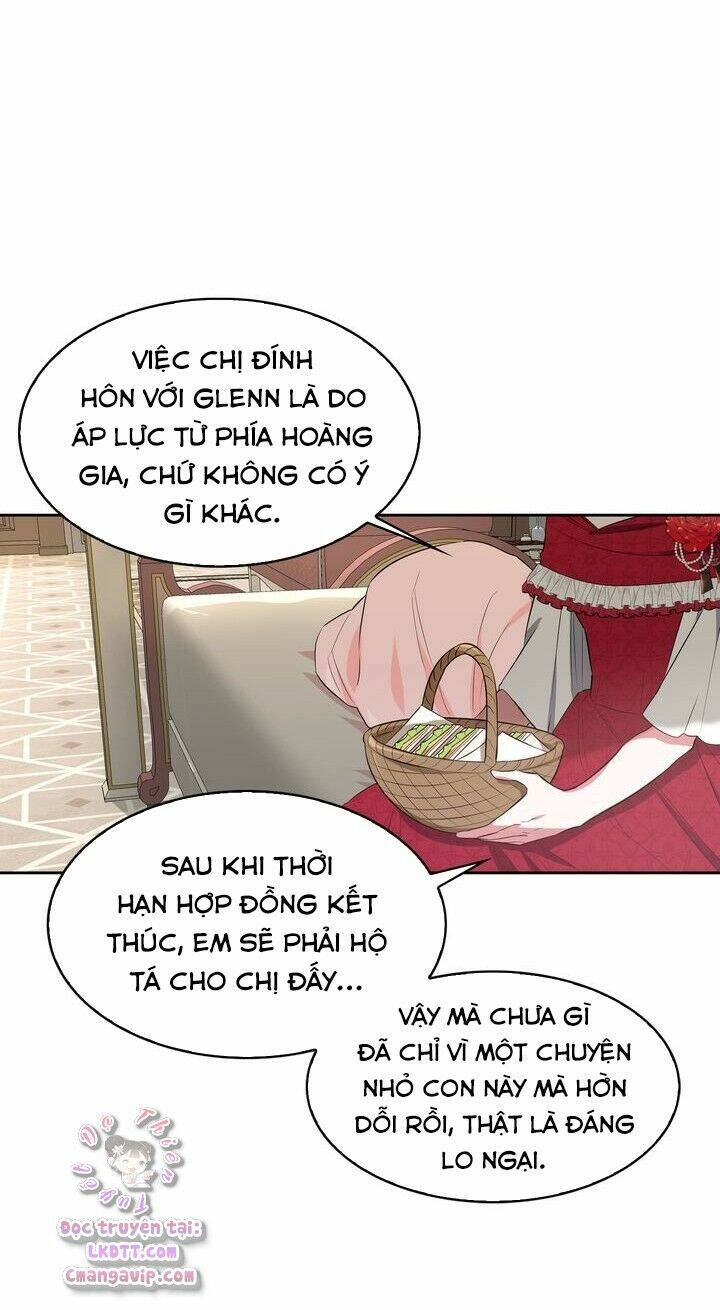 VIỆC CHỊ ĐÍNH
HÔN VỚI GLENN LÀ DO
ÁP LỰC TỪ PHÍA HOÀNG
GIA, CHỨ KHÔNG CÓ Ý
GÌ KHÁC.
SAU KHI THỜI
HẠN HỢP ĐỒNG KẾT
THÚC, EM SẼ PHẢI HỘ
TÁ CHO CHỊ ĐẤY...
VẬY MÀ CHƯA GÌ
ĐÃ CHỈ VÌ MỘT CHUYỆN
NHỎ CON NÀY MÀ HỜN
DỖI RỒI, THẬT LÀ ĐÁNG
LO NGẠI.
Dạ Thiên
Tuyết
Đọc truyện tại:
LKDTT.com
Cmangavip.com